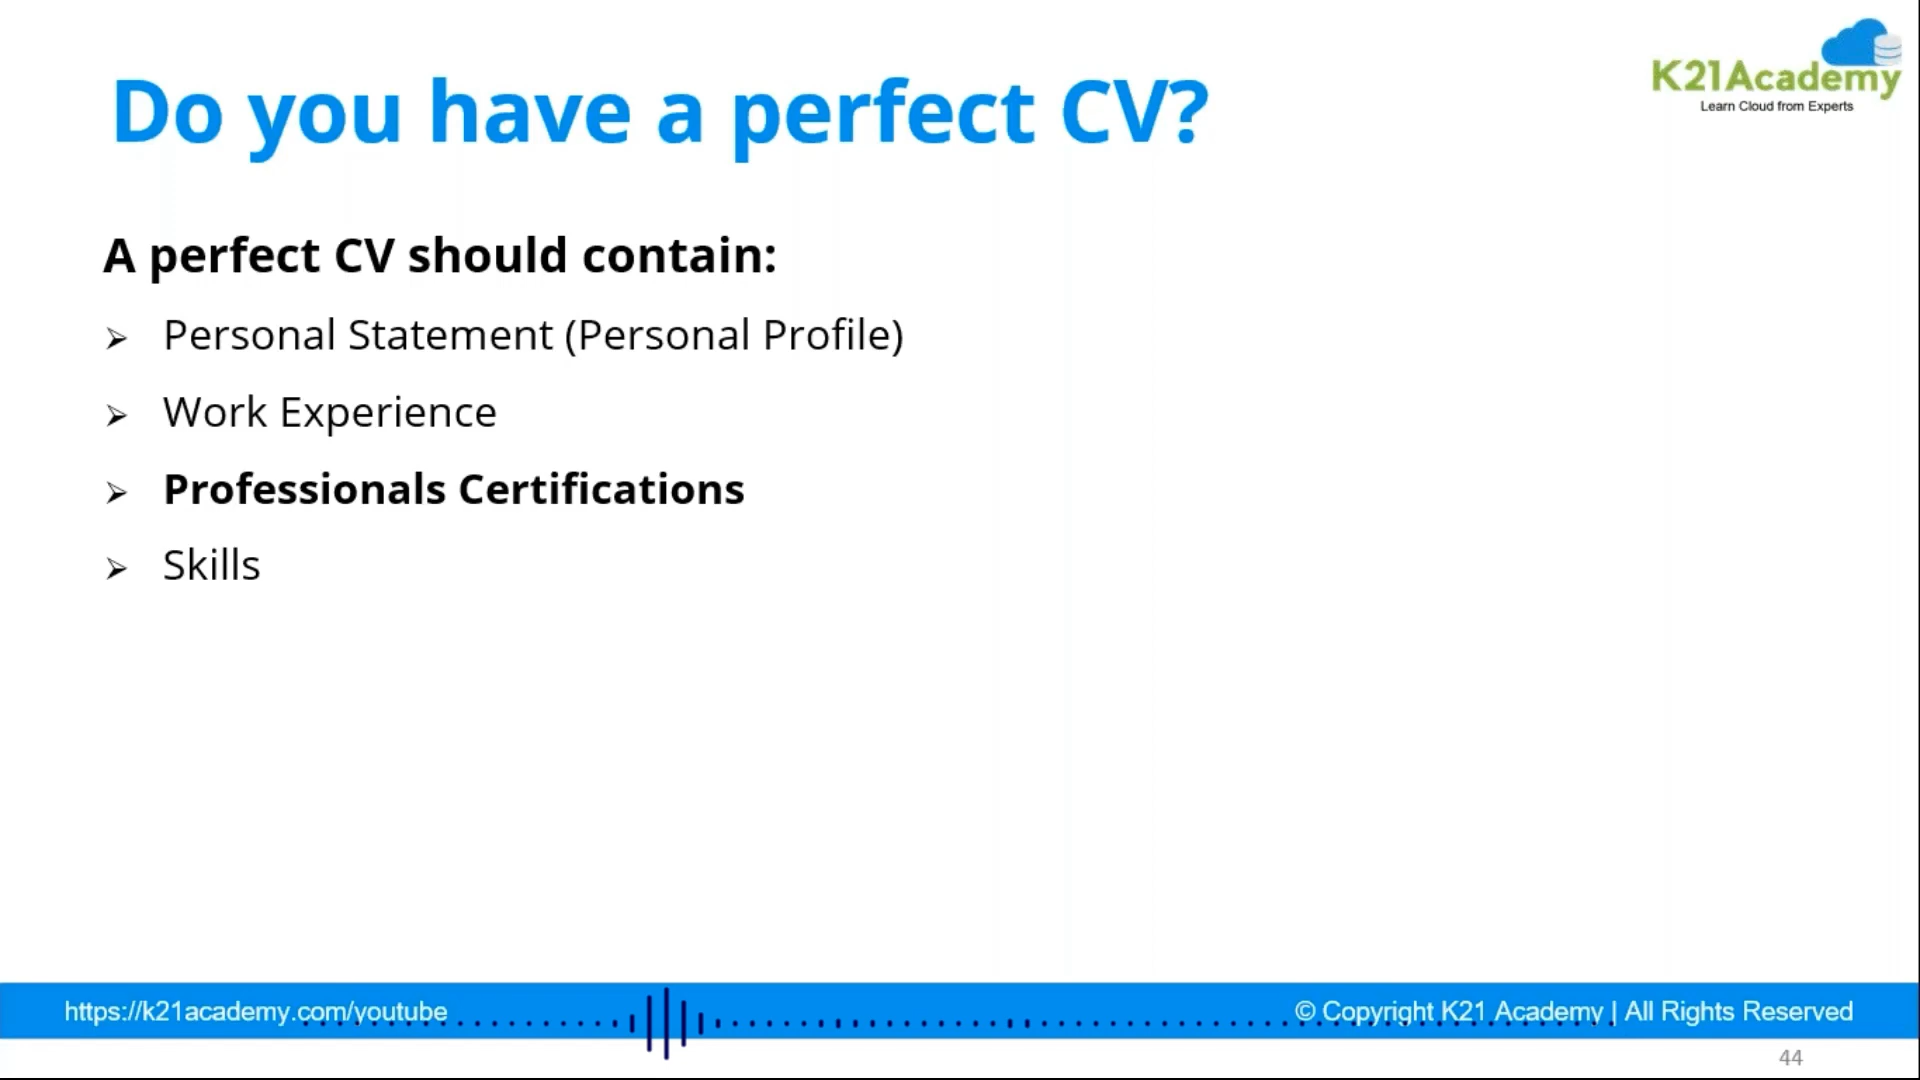 Do you have a perfect CV?
K21Academy
Learn Cloud from Experts
A perfect CV should contain:
➢ Personal Statement (Personal Profile)
➢ Work Experience
➢ Professionals Certifications
➢ Skills
https://k21academy.com/youtube
© Copyright K21 Academy | All Rights Reserved
44